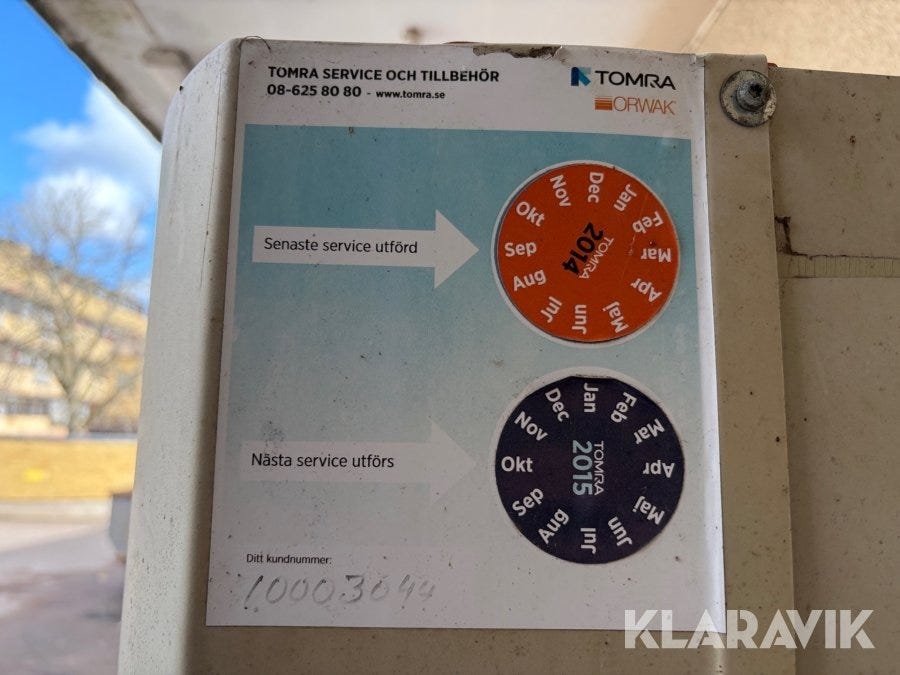 TOMRA SERVICE OCH TILLBEHÖR
08-625 80 80 - www.tomra.se
TOMRA
ORWAK
Senaste service utförd
Jan
Feb
Mar
Apr
Maj
Jun
Jul
Aug
Sep
Okt
Nov
Dec
TOMRA
2014
Nästa service utförs
Jan
Feb
Mar
Apr
Maj
Jun
Jul
Aug
Sep
Okt
Nov
Dec
TOMRA
2015
Ditt kundnummer:
10003044
KLARAVIK